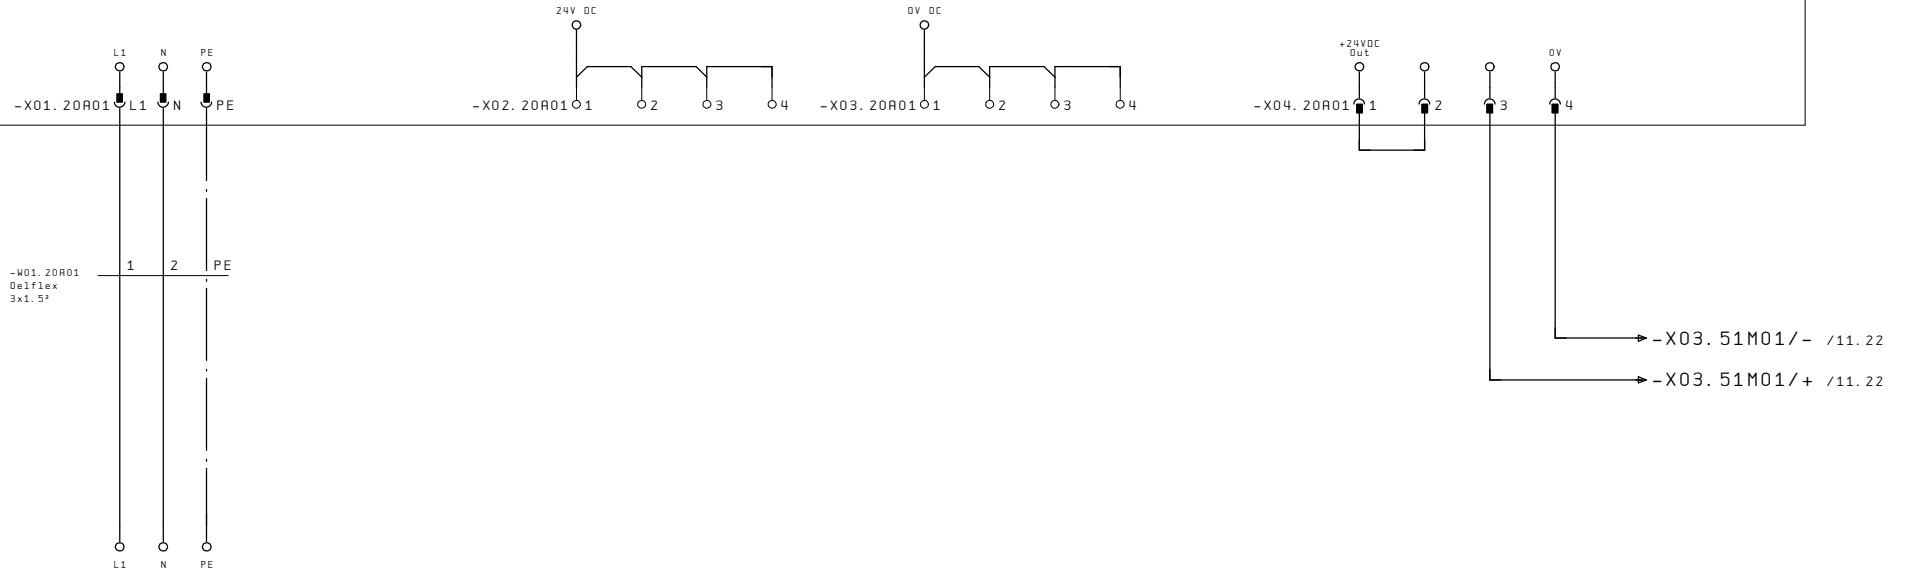 24V DC
0V DC
+24VDC
Out
0V
L1 N PE
-X01.20A01 L1 N PE
-X02.20A01 1 2 3 4
-X03.20A01 1 2 3 4
-X04.20A01 1 2 3 4
1 2 PE
-W01.20A01
Oelflex
3x1.5²
-X03.51M01/- /11.22
-X03.51M01/+ /11.22
L1 N PE